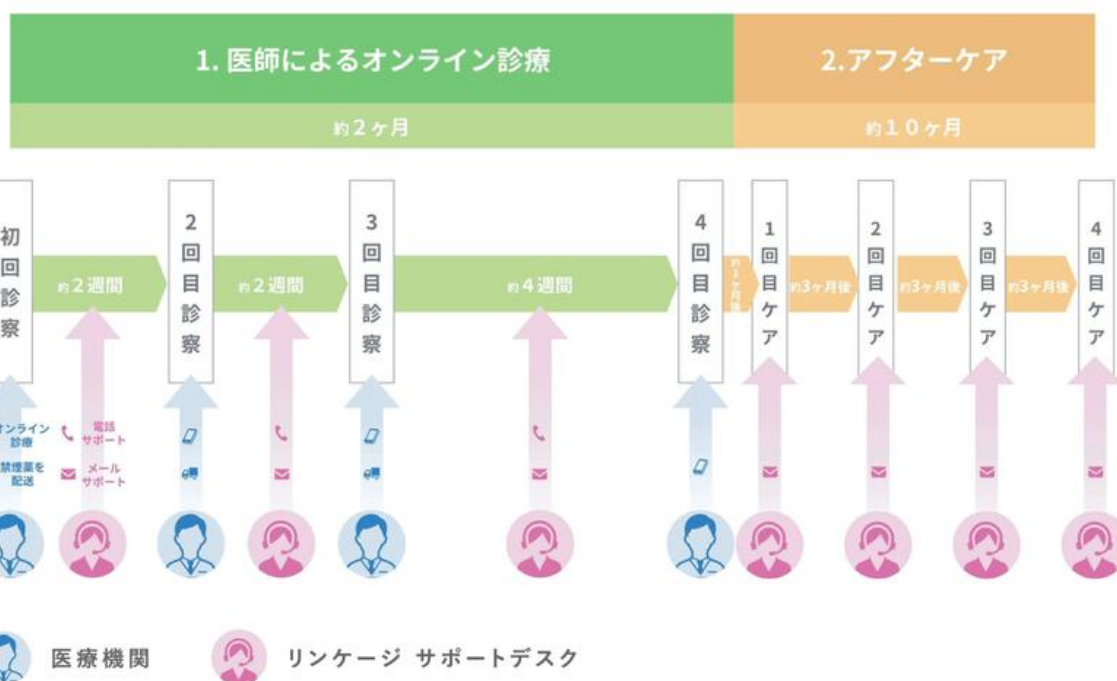 1. 医師によるオンライン診療
2.アフターケア
約2ヶ月
約10ヶ月
初回診察
約2週間
2回目診察
約2週間
3回目診察
約4週間
4回目診察
約1ヶ月後
1回目ケア
約3ヶ月後
2回目ケア
約3ヶ月後
3回目ケア
約3ヶ月後
4回目ケア
オンライン
診療
電話
サポート
禁煙薬を
配送
メール
サポート
医療機関
リンケージ サポートデスク